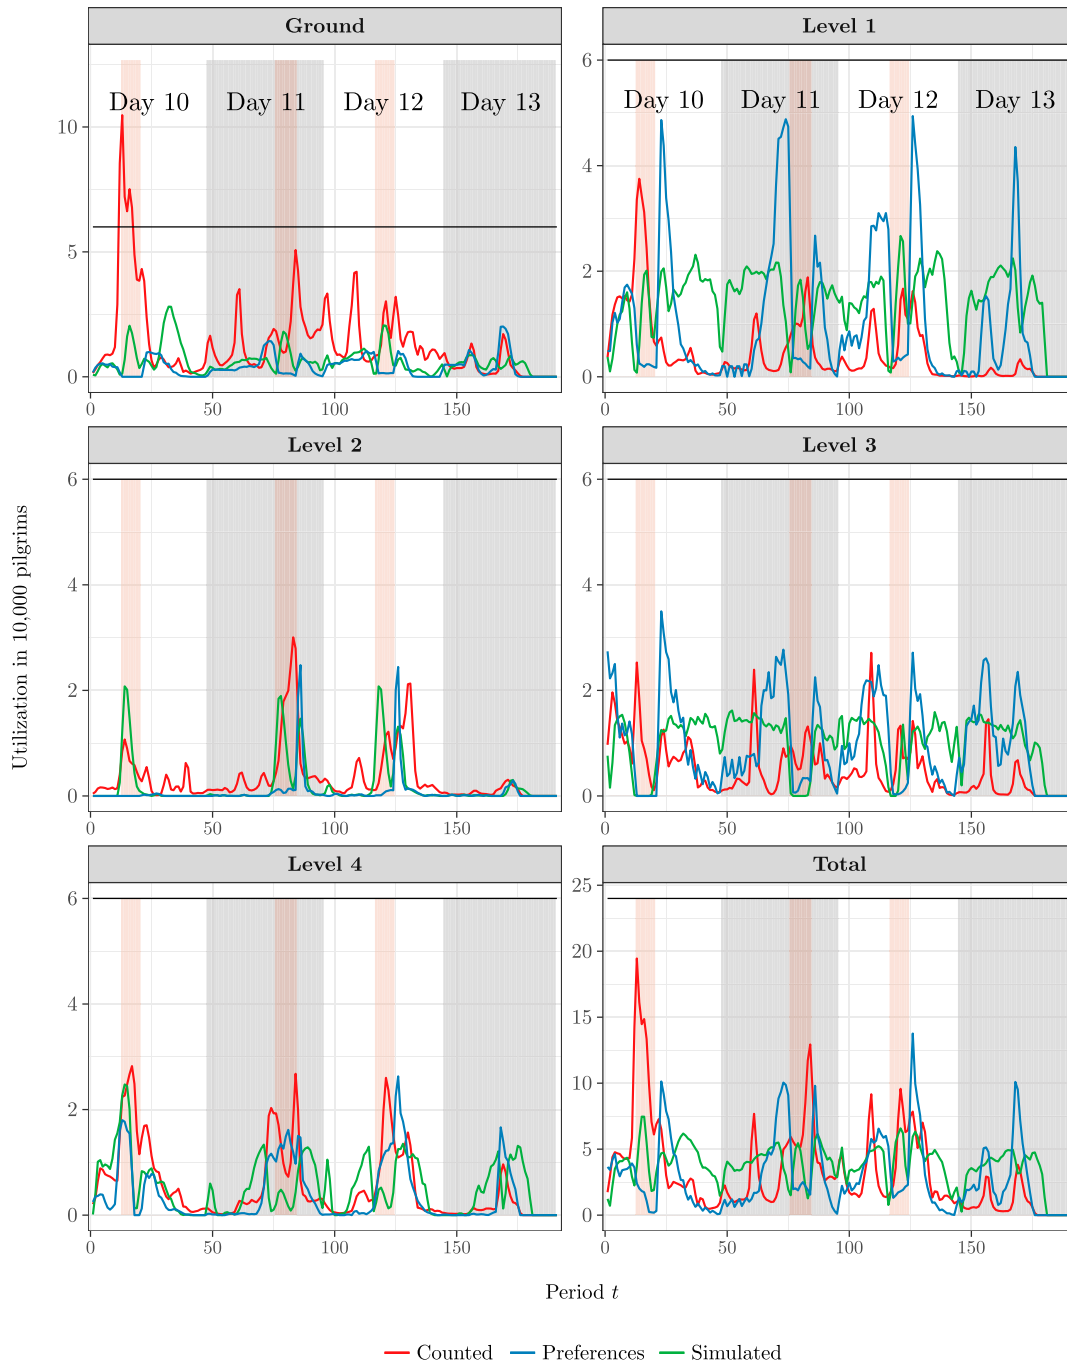 Ground
Level 1
10
5
0
Day 10
Day 11
Day 12
Day 13
0
50
100
150
6
4
2
0
Day 10
Day 11
Day 12
Day 13
0
50
100
150
Level 2
Level 3
6
4
2
0
0
50
100
150
6
4
2
0
0
50
100
150
Level 4
Total
6
4
2
0
0
50
100
150
25
20
15
10
5
0
0
50
100
150
Utilization in 10,000 pilgrims
Period t
Counted Preferences Simulated